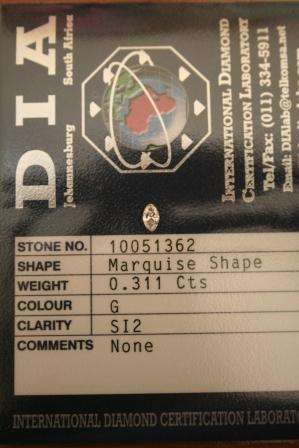 DIA
Johannesburg South Africa
INTERNATIONAL DIAMOND
CERTIFICATION LABORATORY
Tel/Fax: (011) 334-5911
Email: DIAlab@telkomsa.net
STONE NO. 10051362
SHAPE Marquise Shape
WEIGHT 0.311 Cts
COLOUR G
CLARITY SI2
COMMENTS None
INTERNATIONAL DIAMOND CERTIFICATION LABORATO